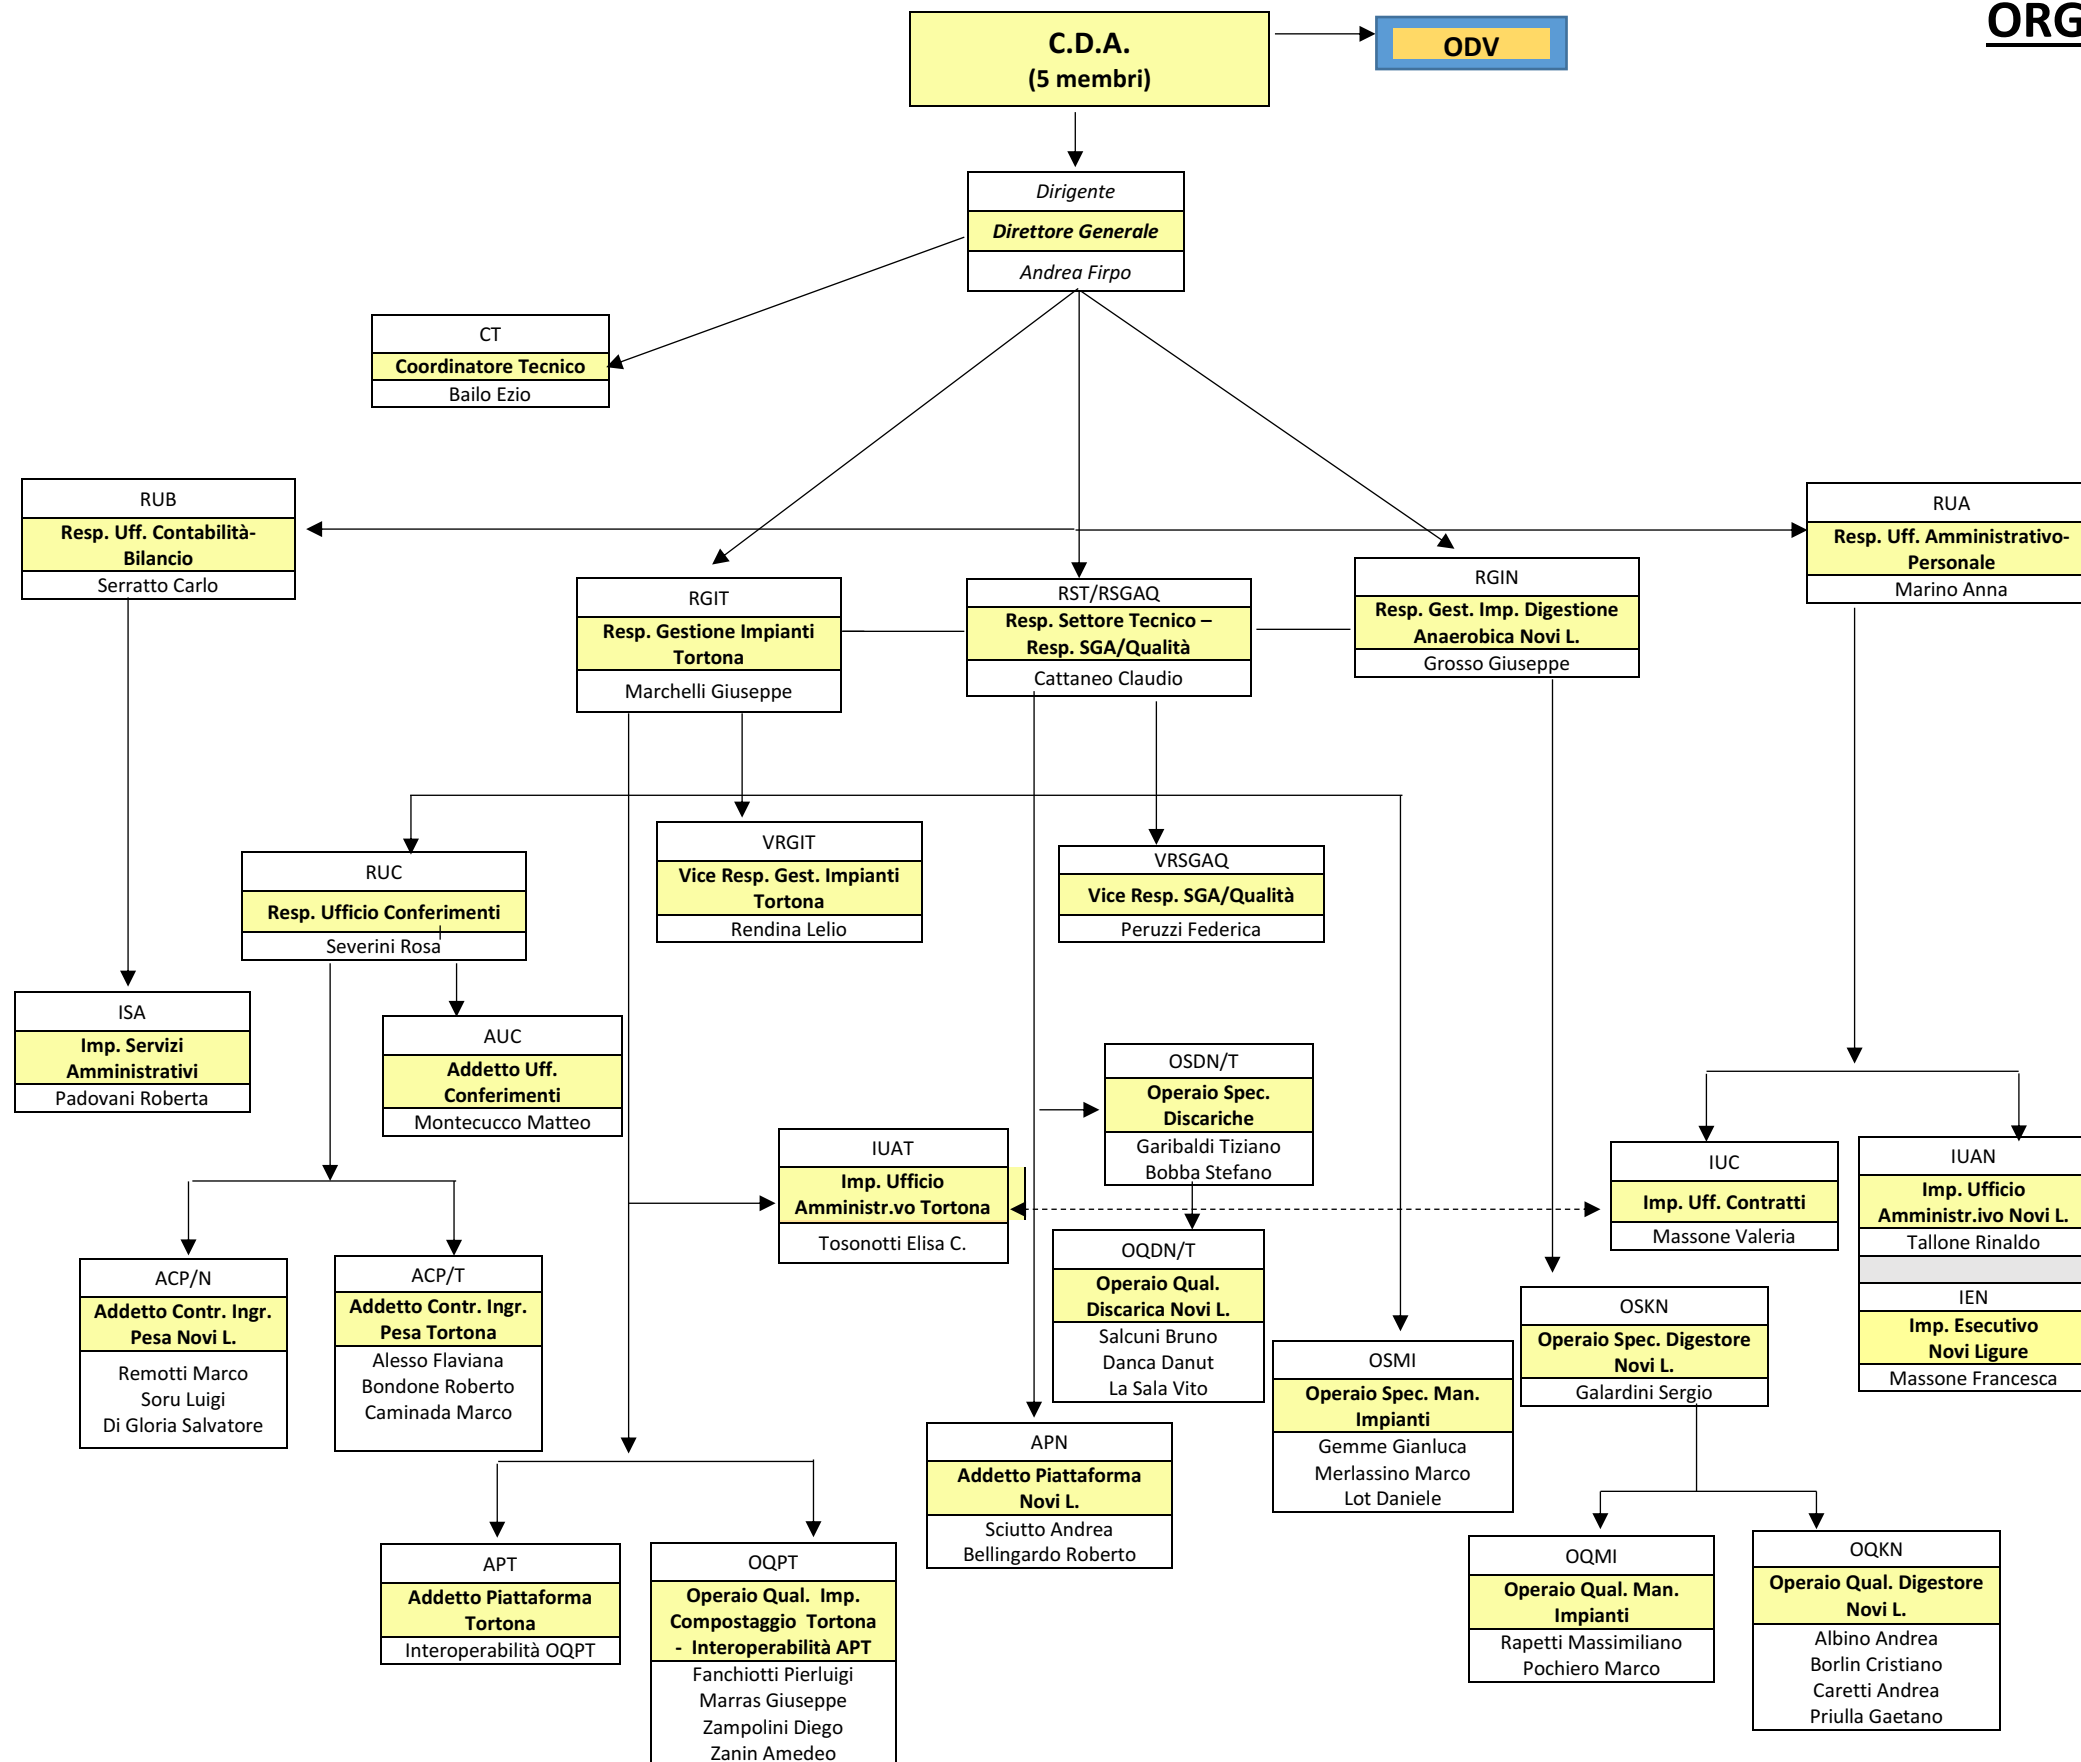 ORG
C.D.A.
(5 membri)
ODV
Dirigente
Direttore Generale
Andrea Firpo
CT
Coordinatore Tecnico
Bailo Ezio
RUB
Resp. Uff. Contabilità-
Bilancio
Serratto Carlo
RGIT
Resp. Gestione Impianti
Tortona
Marchelli Giuseppe
RST/RSGAQ
Resp. Settore Tecnico –
Resp. SGA/Qualità
Cattaneo Claudio
RGIN
Resp. Gest. Imp. Digestione
Anaerobica Novi L.
Grosso Giuseppe
RUA
Resp. Uff. Amministrativo-
Personale
Marino Anna
RUC
Resp. Ufficio Conferimenti
Severini Rosa
VRGIT
Vice Resp. Gest. Impianti
Tortona
Rendina Lelio
VRSGAQ
Vice Resp. SGA/Qualità
Peruzzi Federica
ISA
Imp. Servizi
Amministrativi
Padovani Roberta
AUC
Addetto Uff.
Conferimenti
Montecucco Matteo
IUAT
Imp. Ufficio
Amministr.vo Tortona
Tosonotti Elisa C.
OSDN/T
Operaio Spec.
Discariche
Garibaldi Tiziano
Bobba Stefano
IUC
Imp. Uff. Contratti
Massone Valeria
IUAN
Imp. Ufficio
Amministr.ivo Novi L.
Tallone Rinaldo
IEN
Imp. Esecutivo
Novi Ligure
Massone Francesca
ACP/N
Addetto Contr. Ingr.
Pesa Novi L.
Remotti Marco
Soru Luigi
Di Gloria Salvatore
ACP/T
Addetto Contr. Ingr.
Pesa Tortona
Alesso Flaviana
Bondone Roberto
Caminada Marco
OQDN/T
Operaio Qual.
Discarica Novi L.
Salcuni Bruno
Danca Danut
La Sala Vito
OSMI
Operaio Spec. Man.
Impianti
Gemme Gianluca
Merlassino Marco
Lot Daniele
OSKN
Operaio Spec. Digestore
Novi L.
Galardini Sergio
APN
Addetto Piattaforma
Novi L.
Sciutto Andrea
Bellingardo Roberto
APT
Addetto Piattaforma
Tortona
Interoperabilità OQPT
OQPT
Operaio Qual. Imp.
Compostaggio Tortona
- Interoperabilità APT
Fanchiotti Pierluigi
Marras Giuseppe
Zampolini Diego
Zanin Amedeo
OQMI
Operaio Qual. Man.
Impianti
Rapetti Massimiliano
Pochiero Marco
OQKN
Operaio Qual. Digestore
Novi L.
Albino Andrea
Borlin Cristiano
Caretti Andrea
Priulla Gaetano